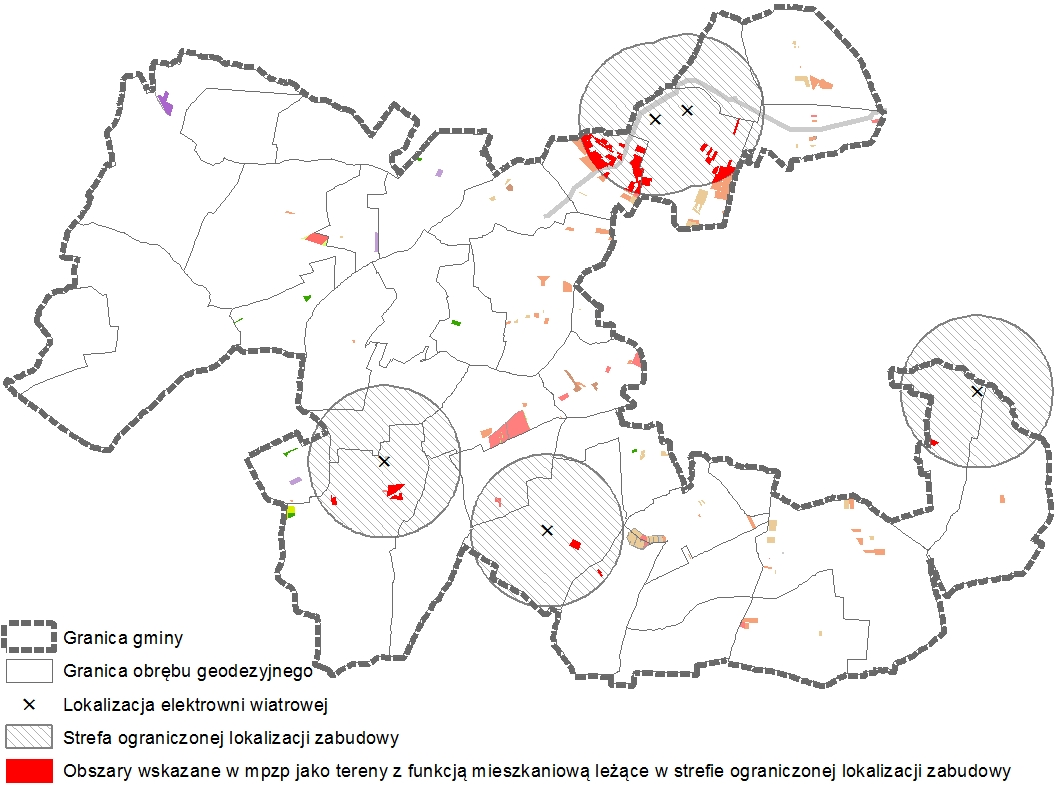 Granica gminy
Granica obrębu geodezyjnego
Lokalizacja elektrowni wiatrowej
Strefa ograniczonej lokalizacji zabudowy
Obszary wskazane w mpzp jako tereny z funkcją mieszkaniową leżące w strefie ograniczonej lokalizacji zabudowy